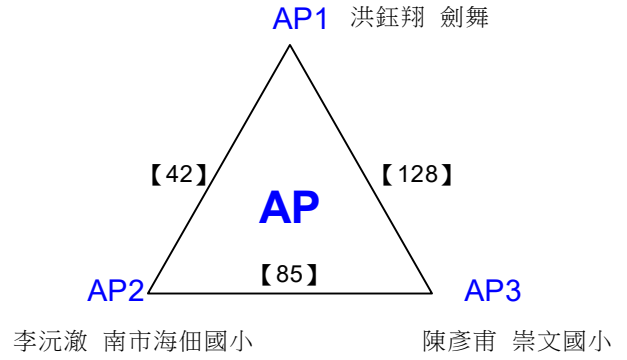 AP1 洪鈺翔 劍舞
【42】
【128】
AP
【85】
AP2
AP3
李沅澈 南市海佃國小
陳彥甫 崇文國小